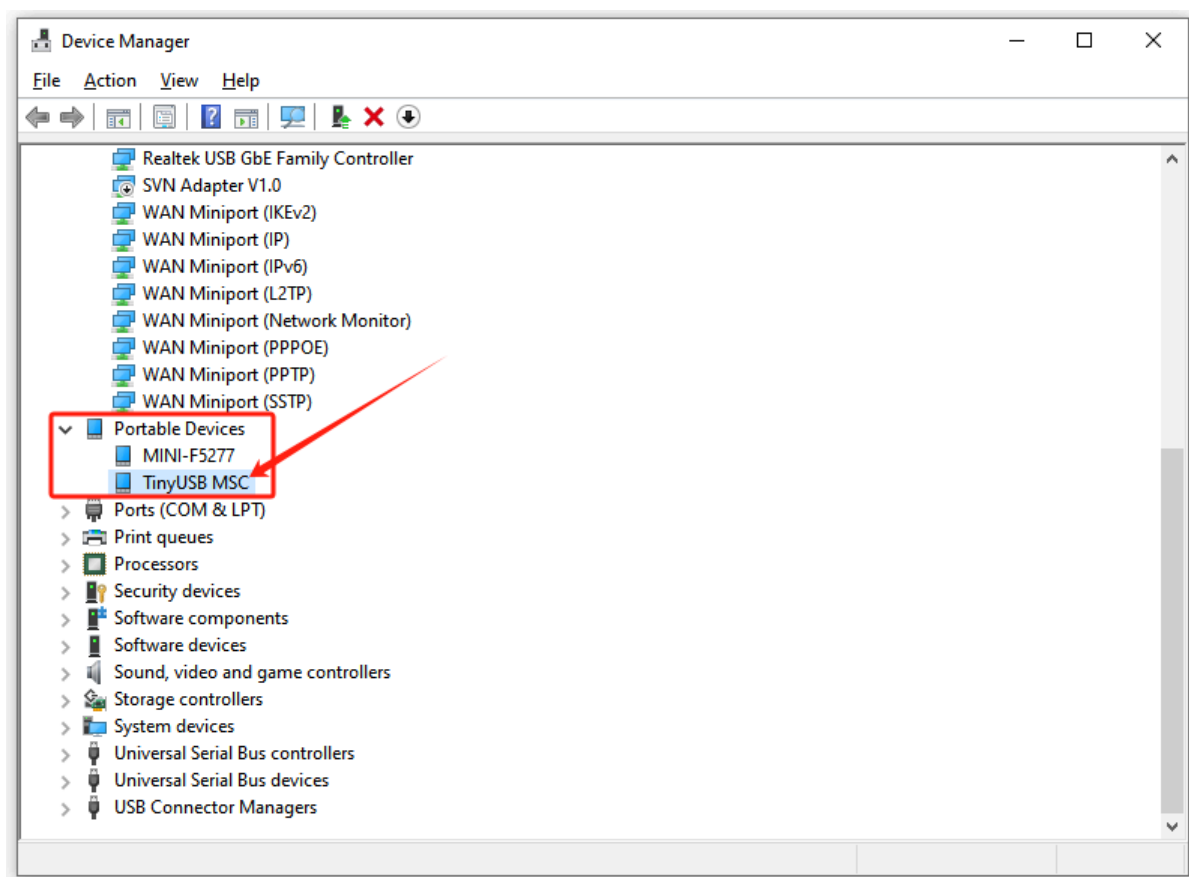 Device Manager
File Action View Help
Realtek USB GbE Family Controller
SVN Adapter V1.0
WAN Miniport (IKEv2)
WAN Miniport (IP)
WAN Miniport (IPv6)
WAN Miniport (L2TP)
WAN Miniport (Network Monitor)
WAN Miniport (PPPOE)
WAN Miniport (PPTP)
WAN Miniport (SSTP)
Portable Devices
MINI-F5277
TinyUSB MSC
Ports (COM & LPT)
Print queues
Processors
Security devices
Software components
Software devices
Sound, video and game controllers
Storage controllers
System devices
Universal Serial Bus controllers
Universal Serial Bus devices
USB Connector Managers